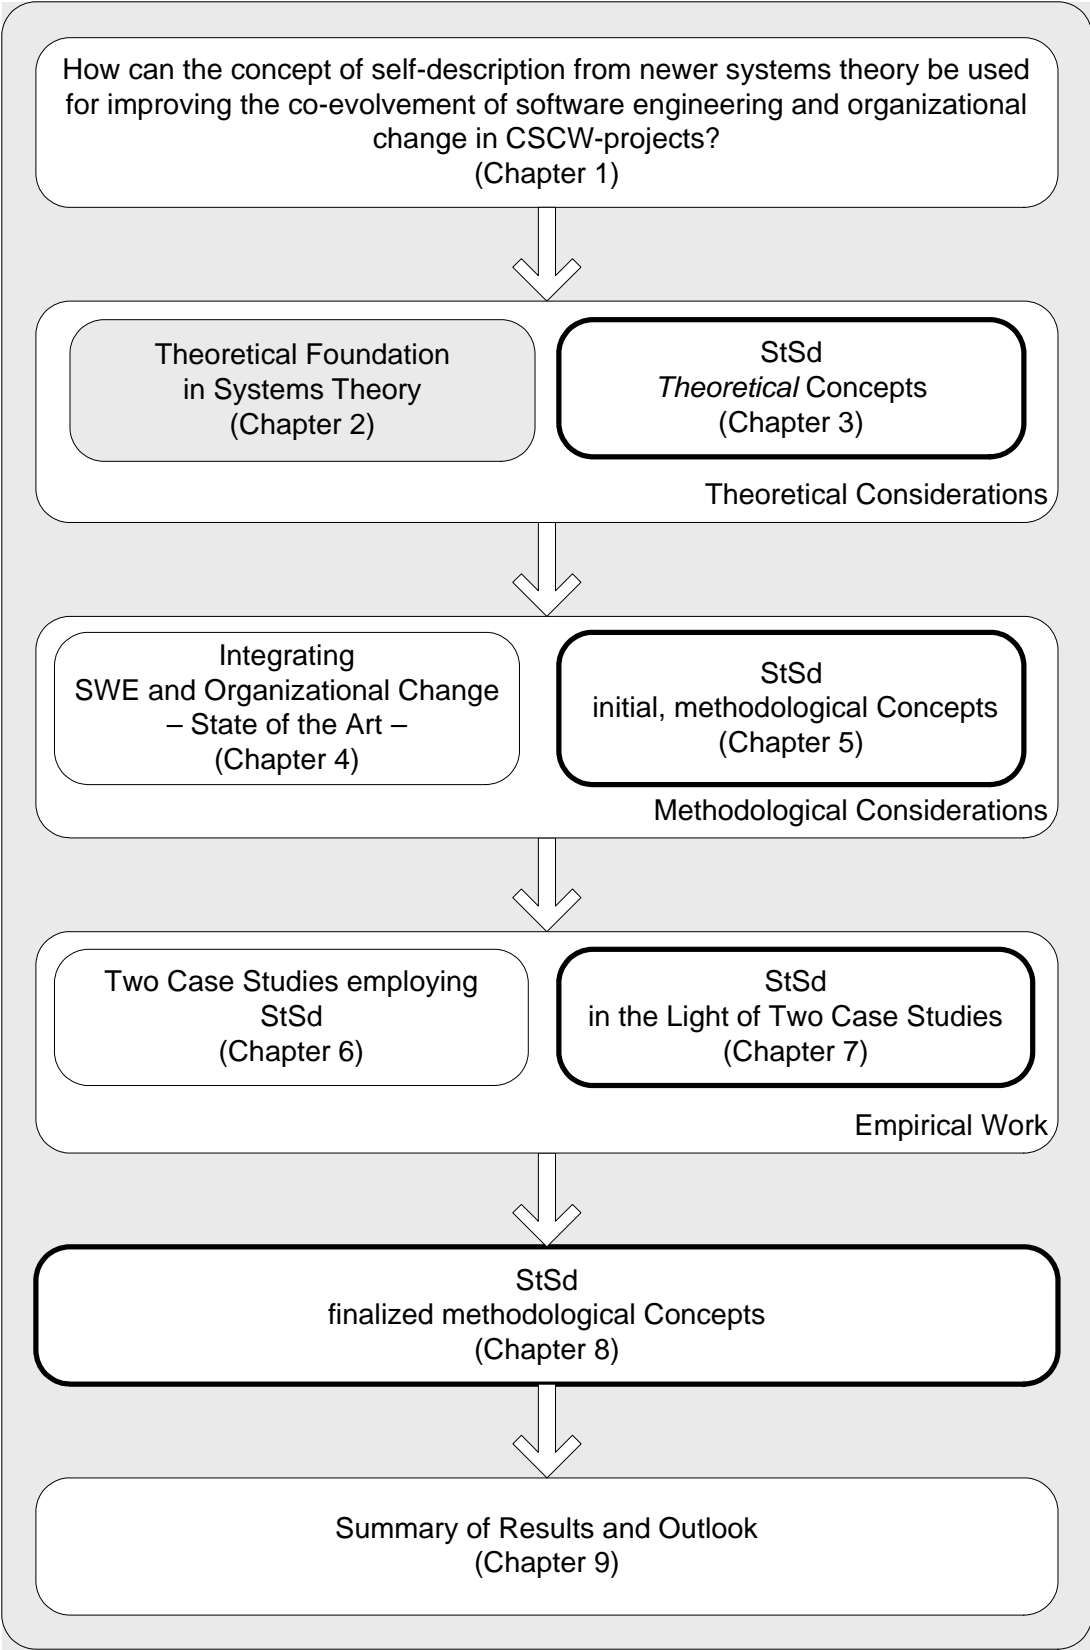 How can the concept of self-description from newer systems theory be used
for improving the co-evolvement of software engineering and organizational
change in CSCW-projects?
(Chapter 1)
Theoretical Foundation
in Systems Theory
(Chapter 2)
StSd
Theoretical Concepts
(Chapter 3)
Theoretical Considerations
Integrating
SWE and Organizational Change
– State of the Art –
(Chapter 4)
StSd
initial, methodological Concepts
(Chapter 5)
Methodological Considerations
Two Case Studies employing
StSd
(Chapter 6)
StSd
in the Light of Two Case Studies
(Chapter 7)
Empirical Work
StSd
finalized methodological Concepts
(Chapter 8)
Summary of Results and Outlook
(Chapter 9)